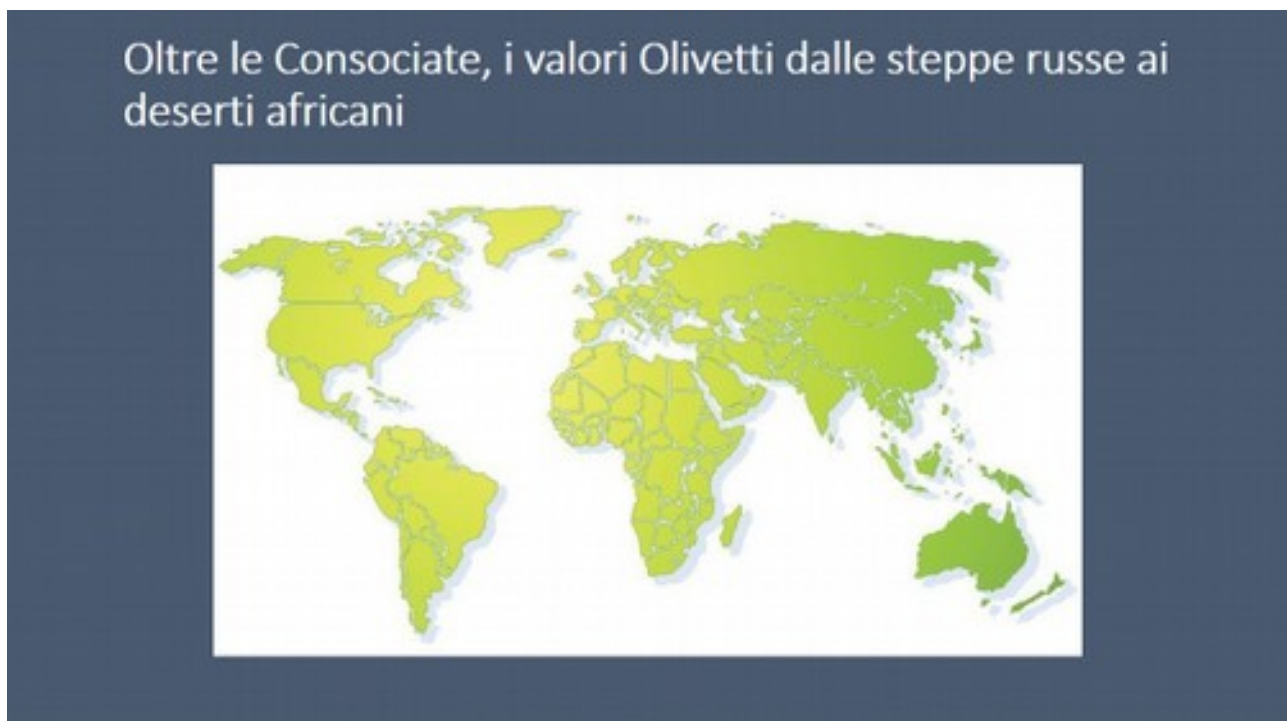 Oltre le Consociate, i valori Olivetti dalle steppe russe ai
deserti africani